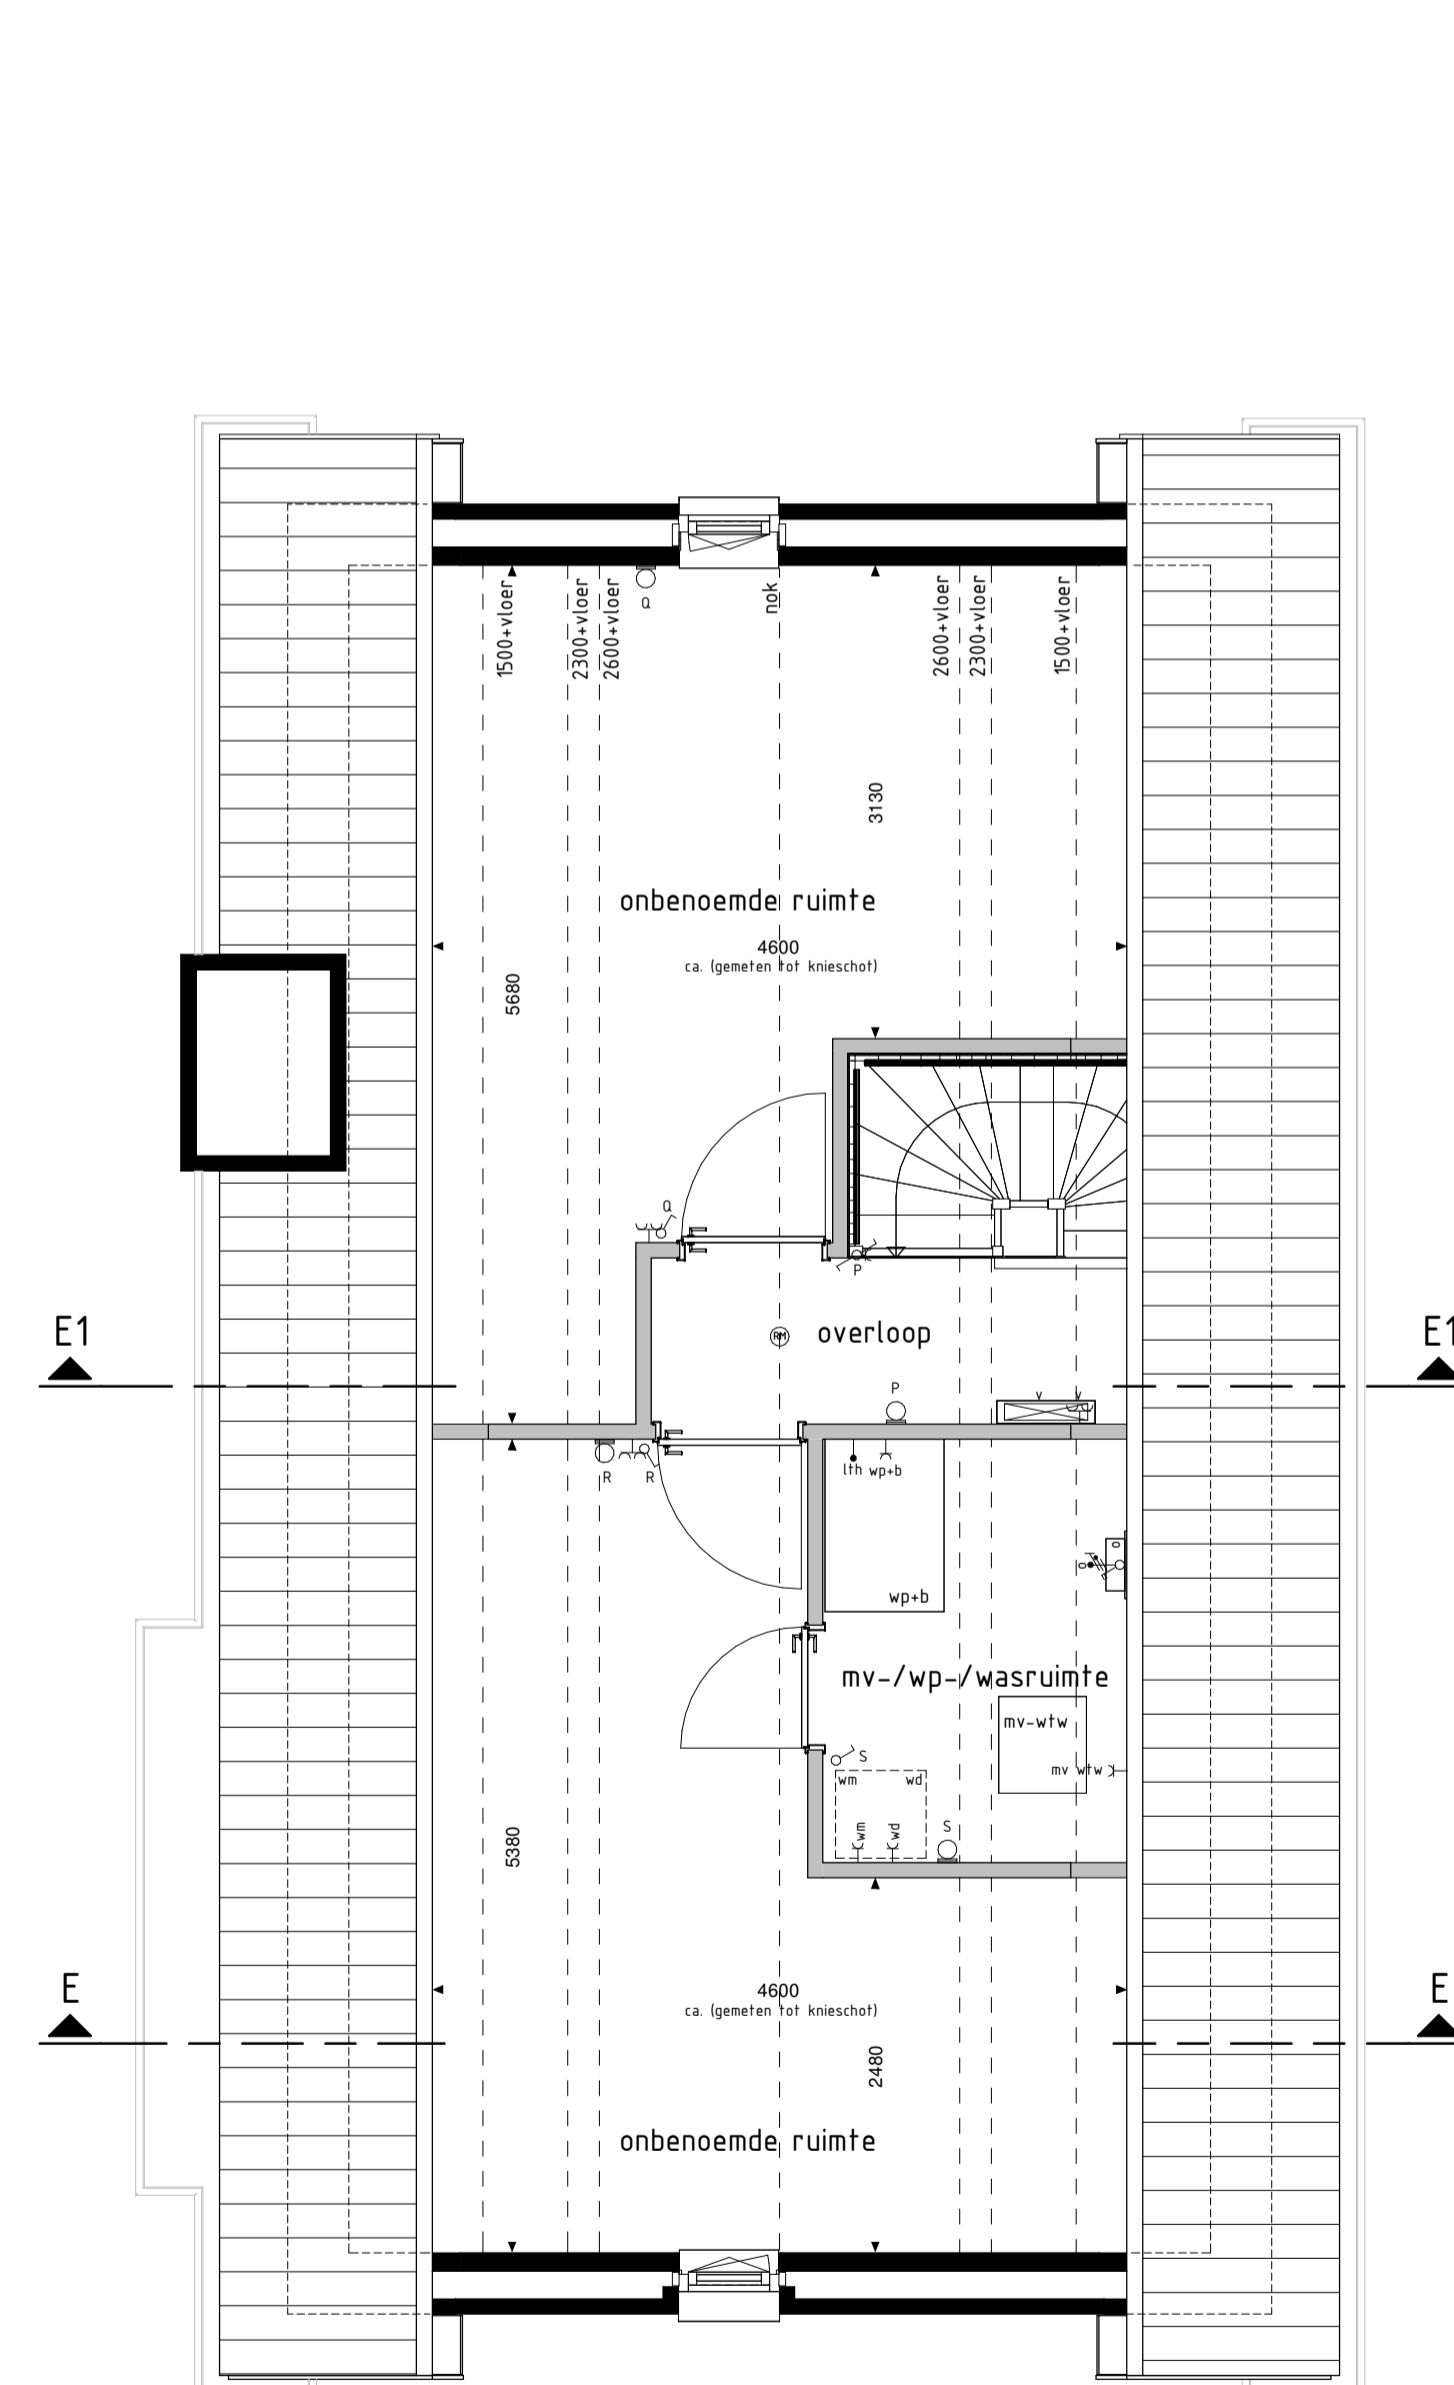 1500+vloer
2300+vloer
2600+vloer
Q
nok
2600+vloer
2300+vloer
1500+vloer
3130
onbenoemde ruimte
4600
ca. (gemeten tot knieschot)
5680
Q
P
E1
RM
overloop
E1
P
v
v
R
R
lth
wp+b
wp+b
mv-/wp-/wasruimte
mv-wtw
S
mv wtw
wm
wd
wm
wd
S
5380
E
4600
ca. (gemeten tot knieschot)
E
2480
onbenoemde ruimte